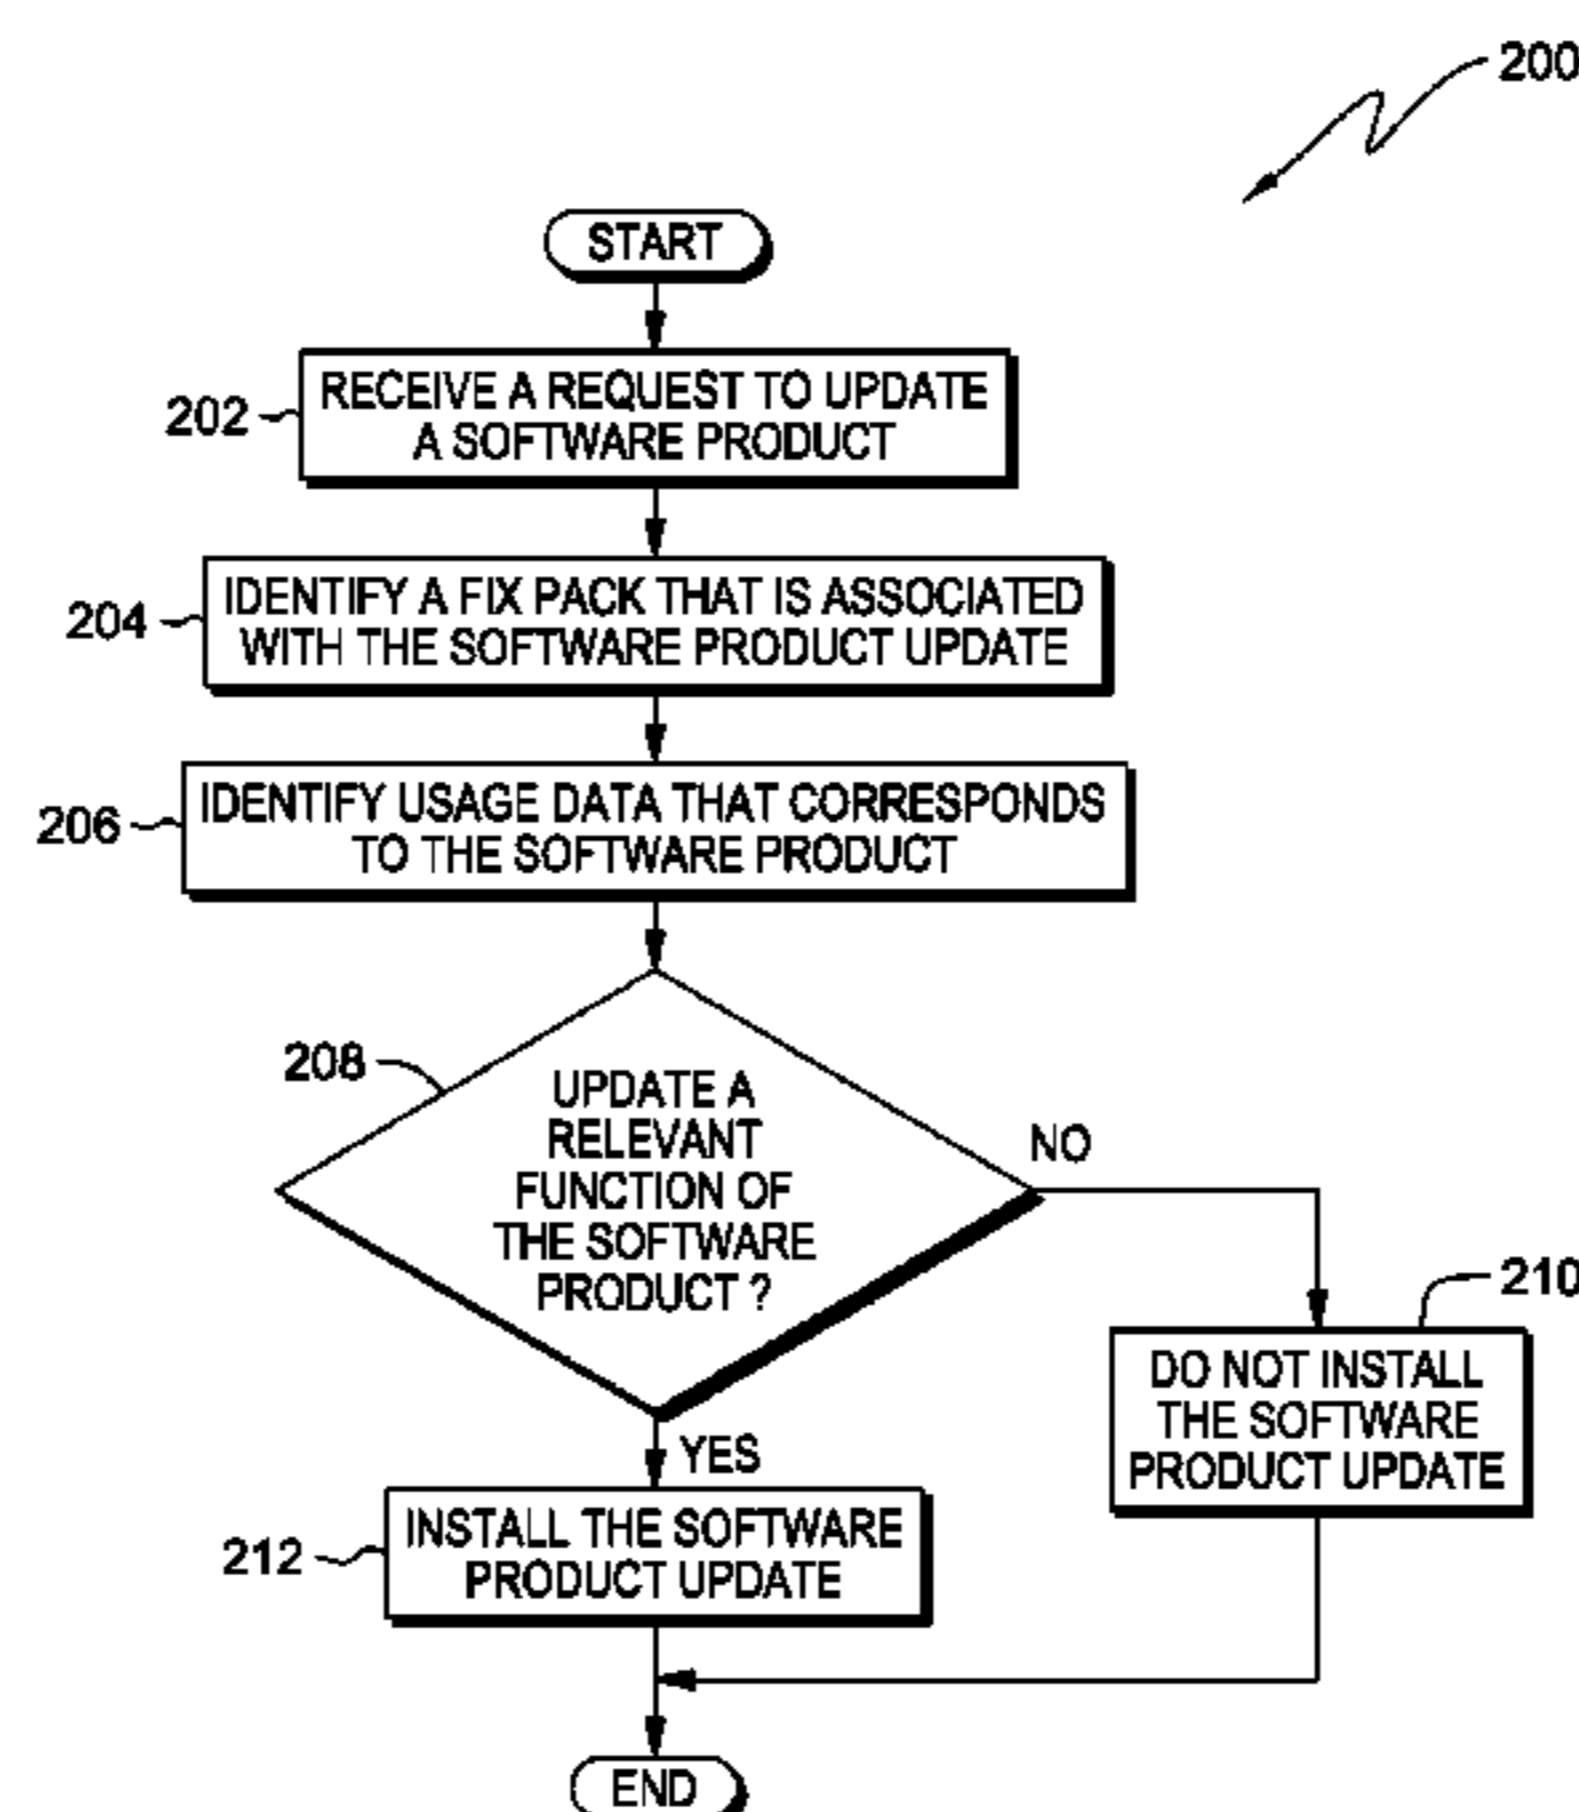 200
START
202
RECEIVE A REQUEST TO UPDATE
A SOFTWARE PRODUCT
204
IDENTIFY A FIX PACK THAT IS ASSOCIATED
WITH THE SOFTWARE PRODUCT UPDATE
206
IDENTIFY USAGE DATA THAT CORRESPONDS
TO THE SOFTWARE PRODUCT
208
UPDATE A
RELEVANT
FUNCTION OF
THE SOFTWARE
PRODUCT ?
NO
210
DO NOT INSTALL
THE SOFTWARE
PRODUCT UPDATE
YES
212
INSTALL THE SOFTWARE
PRODUCT UPDATE
END